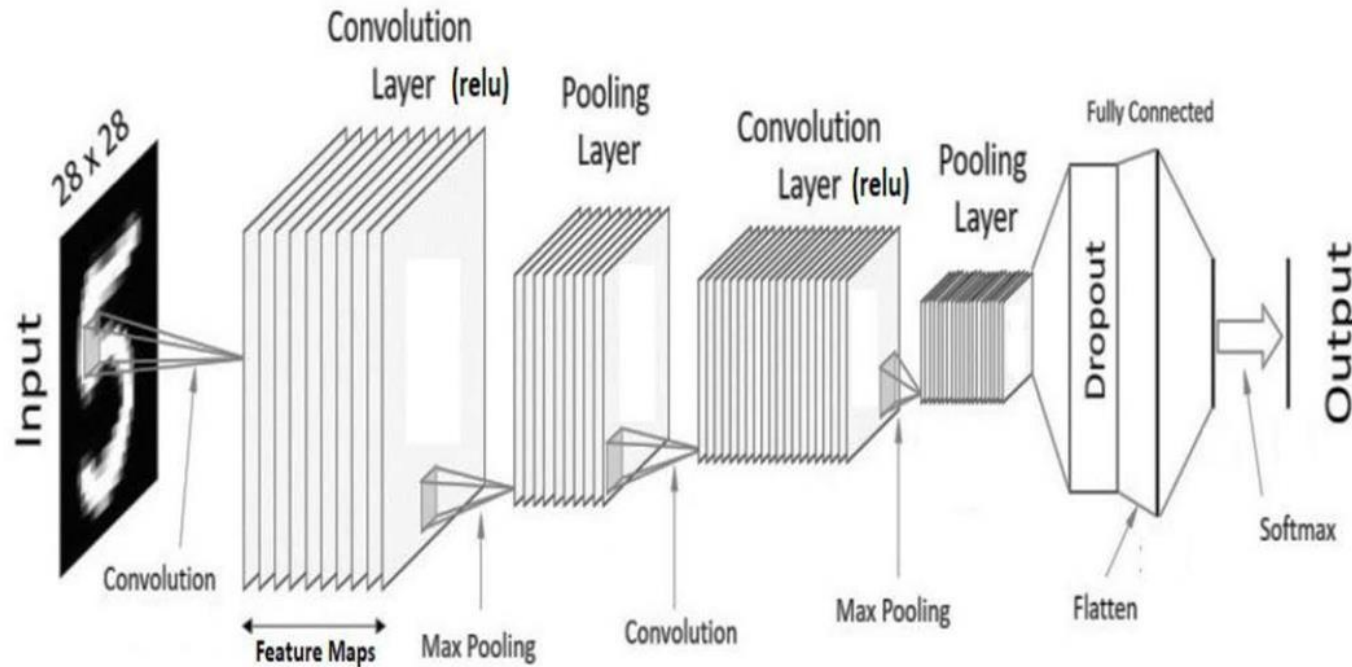 Convolution
Layer (relu)
Pooling
Layer
Convolution
Layer (relu)
Pooling
Layer
Fully Connected
28 x 28
Input
Dropout
Output
Convolution
Feature Maps
Max Pooling
Convolution
Max Pooling
Flatten
Softmax